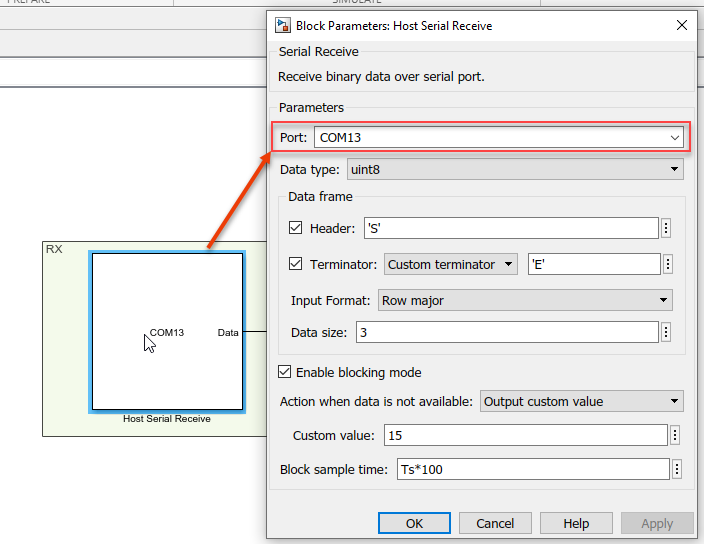 PREPARE
SIMULATE
Block Parameters: Host Serial Receive
Serial Receive
Receive binary data over serial port.
Parameters
Port: COM13
Data type: uint8
Data frame
Header: 'S'
Terminator: Custom terminator 'E'
Input Format: Row major
Data size: 3
Enable blocking mode
Action when data is not available: Output custom value
Custom value: 15
Block sample time: Ts*100
OK Cancel Help Apply
RX
COM13 Data
Host Serial Receive